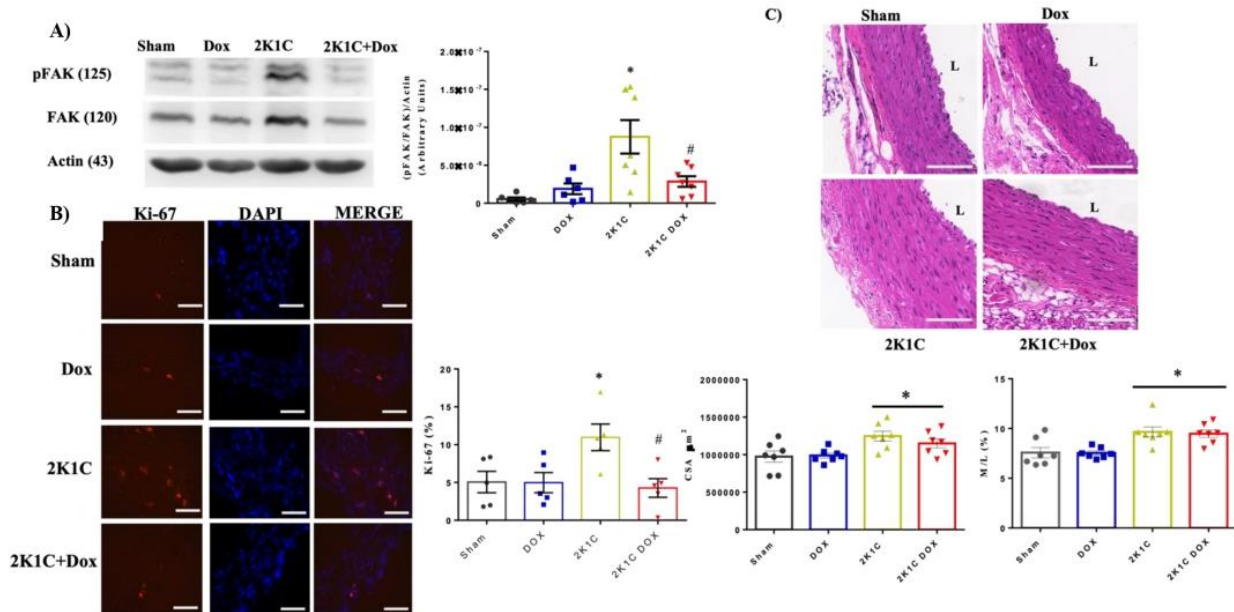 A)
Sham Dox 2K1C 2K1C+Dox
pFAK (125)
FAK (120)
Actin (43)
(pFAK/FAK)/Actin
(Arbitrary Units)
2.0×10⁻⁷
1.5×10⁻⁷
1.0×10⁻⁷
0
*
#
Sham
DOX
2K1C
2K1C DOX
B)
Ki-67 DAPI MERGE
Sham
Dox
2K1C
2K1C+Dox
Ki-67 (%)
20
15
10
5
0
*
#
Sham
DOX
2K1C
2K1C DOX
C)
Sham Dox
L L
L L
2K1C 2K1C+Dox
CSA µm²
2000000
1500000
1000000
500000
0
*
Sham
DOX
2K1C
2K1C DOX
M/L (%)
15
10
5
0
*
Sham
DOX
2K1C
2K1C DOX